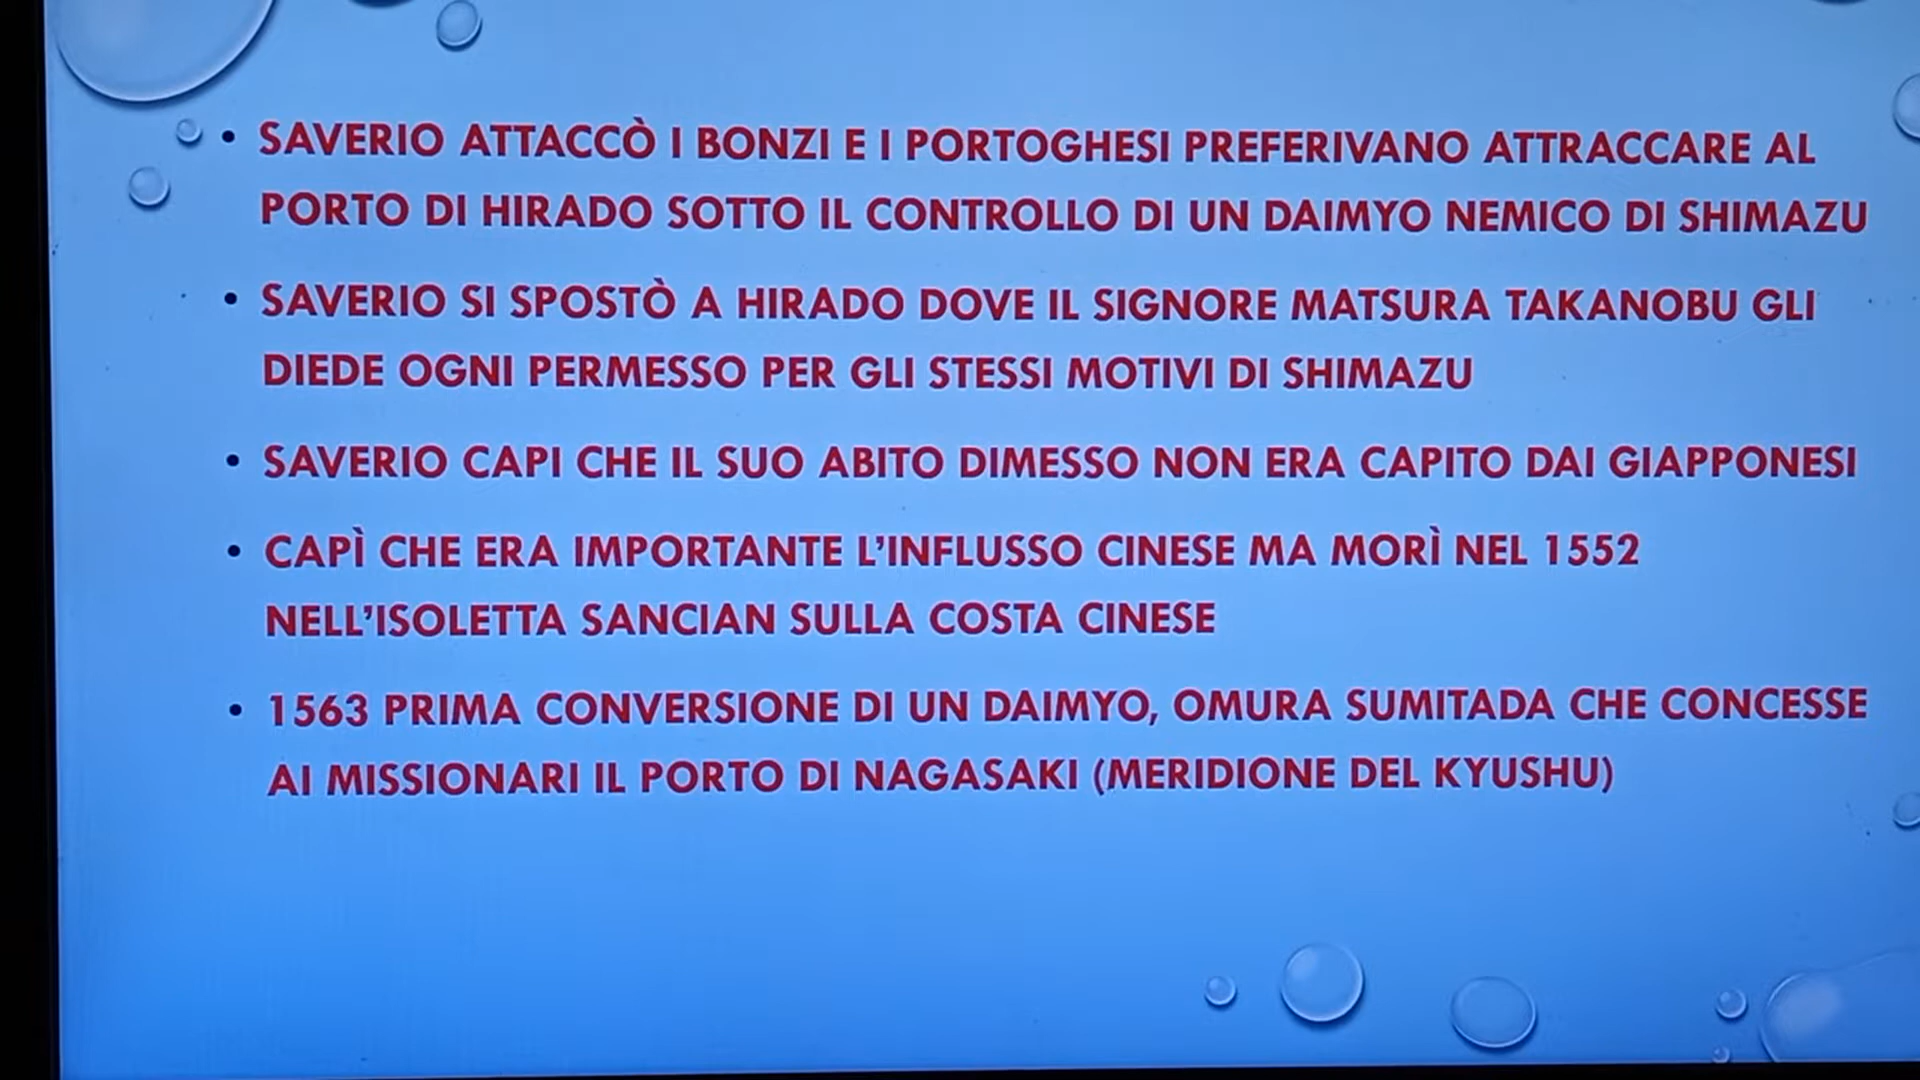 • SAVERIO ATTACCÒ I BONZI E I PORTOGHESI PREFERIVANO ATTRACCARE AL
PORTO DI HIRADO SOTTO IL CONTROLLO DI UN DAIMYO NEMICO DI SHIMAZU
• SAVERIO SI SPOSTÒ A HIRADO DOVE IL SIGNORE MATSURA TAKANOBU GLI
DIEDE OGNI PERMESSO PER GLI STESSI MOTIVI DI SHIMAZU
• SAVERIO CAPI CHE IL SUO ABITO DIMESSO NON ERA CAPITO DAI GIAPPONESI
• CAPÌ CHE ERA IMPORTANTE L'INFLUSSO CINESE MA MORÌ NEL 1552
NELL'ISOLETTA SANCIAN SULLA COSTA CINESE
• 1563 PRIMA CONVERSIONE DI UN DAIMYO, OMURA SUMITADA CHE CONCESSE
AI MISSIONARI IL PORTO DI NAGASAKI (MERIDIONE DEL KYUSHU)